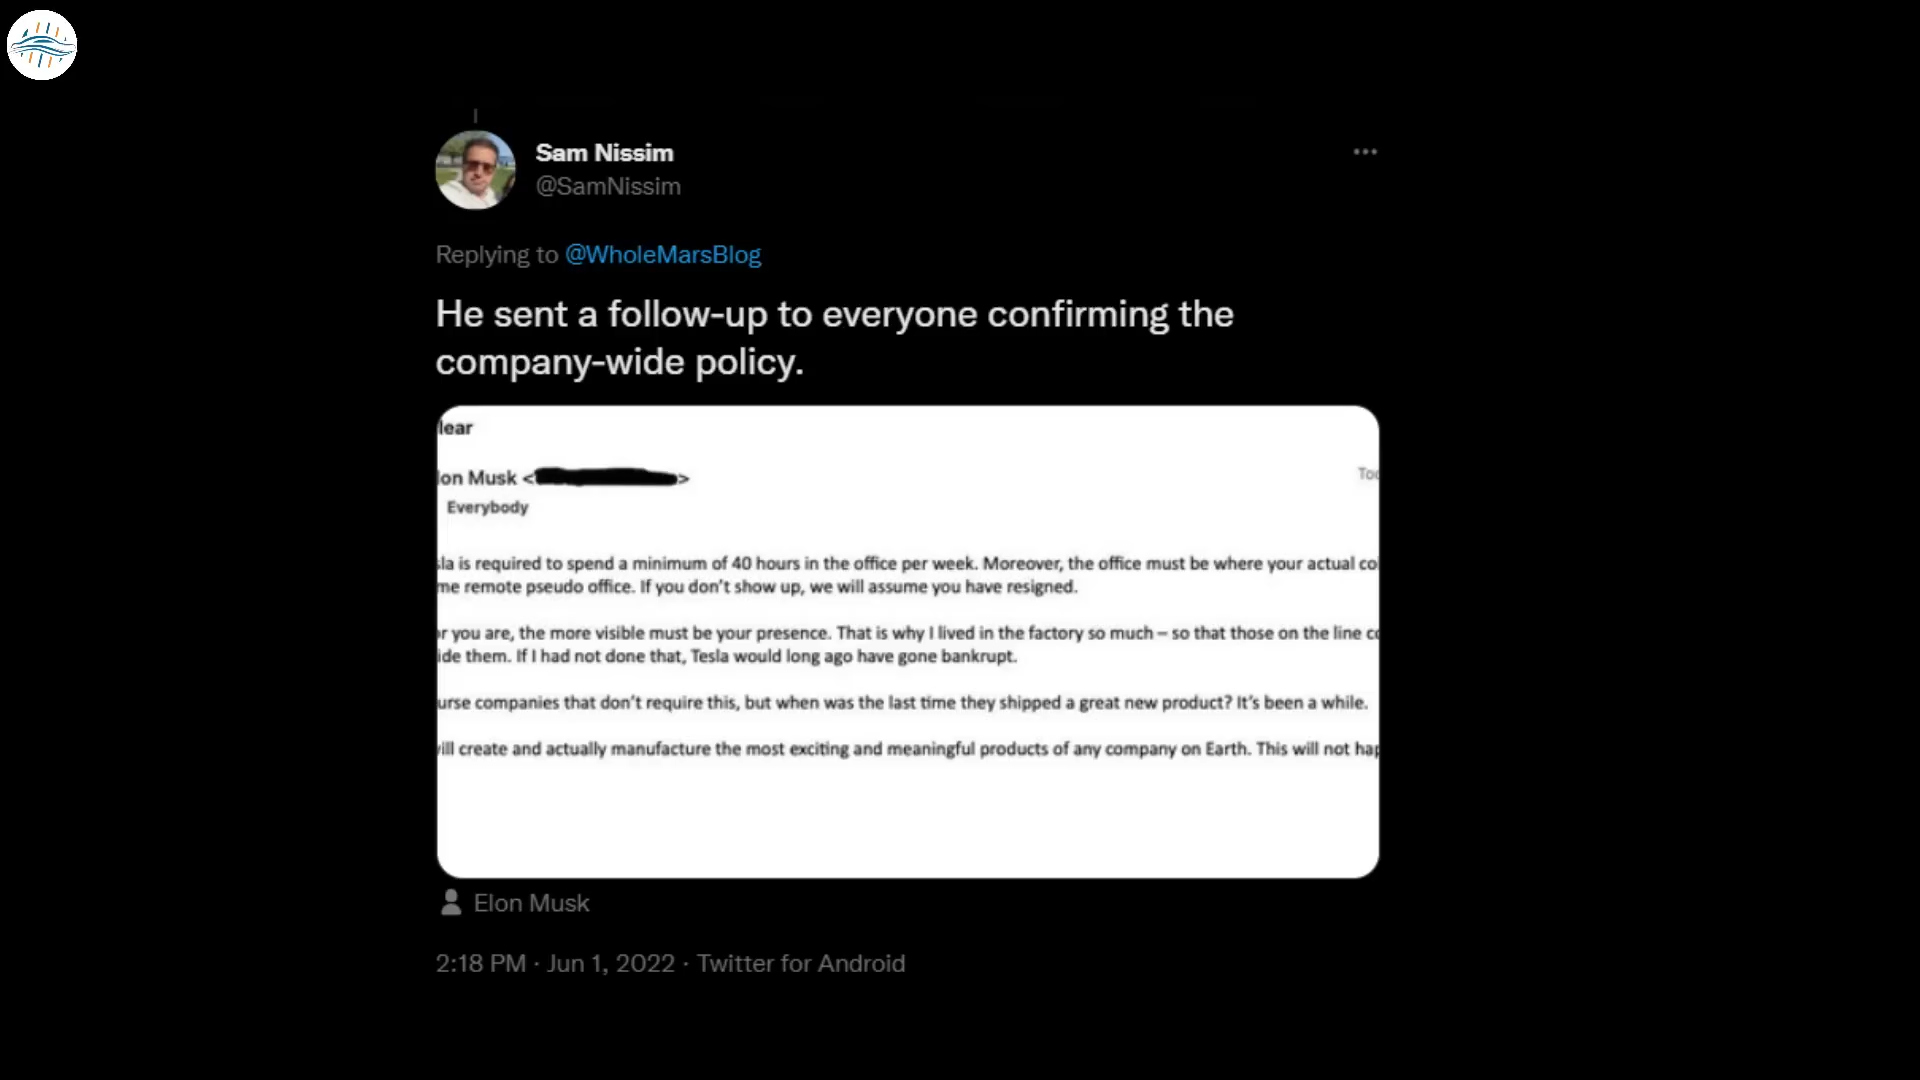 Sam Nissim
@SamNissim
Replying to @WholeMarsBlog
He sent a follow-up to everyone confirming the
company-wide policy.
lear
lon Musk < >
Too
Everybody
sla is required to spend a minimum of 40 hours in the office per week. Moreover, the office must be where your actual co
me remote pseudo office. If you don't show up, we will assume you have resigned.
or you are, the more visible must be your presence. That is why I lived in the factory so much – so that those on the line co
ide them. If I had not done that, Tesla would long ago have gone bankrupt.
urse companies that don't require this, but when was the last time they shipped a great new product? It's been a while.
ill create and actually manufacture the most exciting and meaningful products of any company on Earth. This will not hap
Elon Musk
2:18 PM · Jun 1, 2022 · Twitter for Android